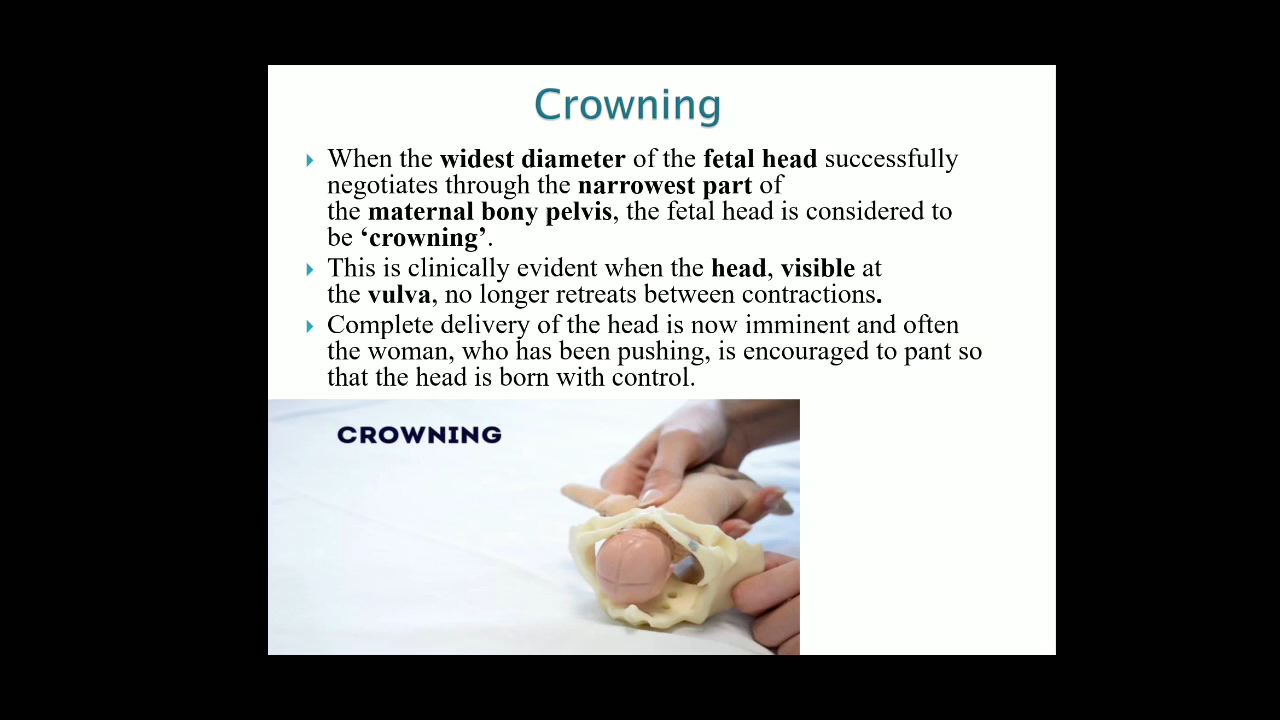 Crowning
When the widest diameter of the fetal head successfully
negotiates through the narrowest part of
the maternal bony pelvis, the fetal head is considered to
be ‘crowning’.
This is clinically evident when the head, visible at
the vulva, no longer retreats between contractions.
Complete delivery of the head is now imminent and often
the woman, who has been pushing, is encouraged to pant so
that the head is born with control.
CROWNING